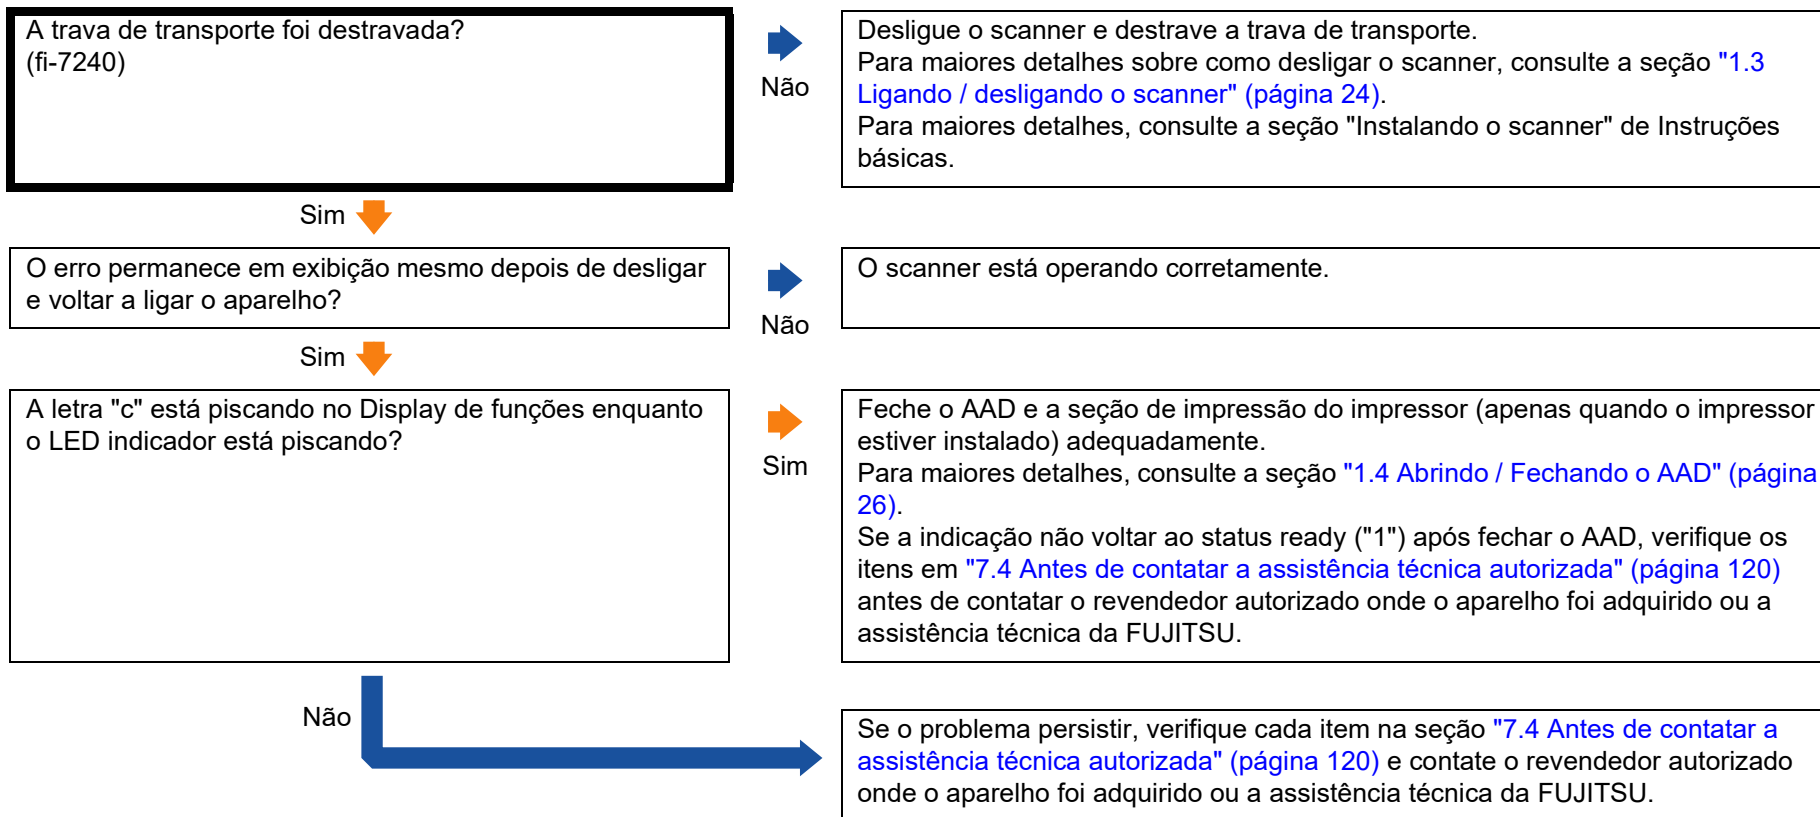 A trava de transporte foi destravada?
(fi-7240)
Não
Desligue o scanner e destrave a trava de transporte.
Para maiores detalhes sobre como desligar o scanner, consulte a seção "1.3
Ligando / desligando o scanner" (página 24).
Para maiores detalhes, consulte a seção "Instalando o scanner" de Instruções
básicas.
Sim
O erro permanece em exibição mesmo depois de desligar
e voltar a ligar o aparelho?
Não
O scanner está operando corretamente.
Sim
A letra "c" está piscando no Display de funções enquanto
o LED indicador está piscando?
Sim
Feche o AAD e a seção de impressão do impressor (apenas quando o impressor
estiver instalado) adequadamente.
Para maiores detalhes, consulte a seção "1.4 Abrindo / Fechando o AAD" (página
26).
Se a indicação não voltar ao status ready ("1") após fechar o AAD, verifique os
itens em "7.4 Antes de contatar a assistência técnica autorizada" (página 120)
antes de contatar o revendedor autorizado onde o aparelho foi adquirido ou a
assistência técnica da FUJITSU.
Não
Se o problema persistir, verifique cada item na seção "7.4 Antes de contatar a
assistência técnica autorizada" (página 120) e contate o revendedor autorizado
onde o aparelho foi adquirido ou a assistência técnica da FUJITSU.